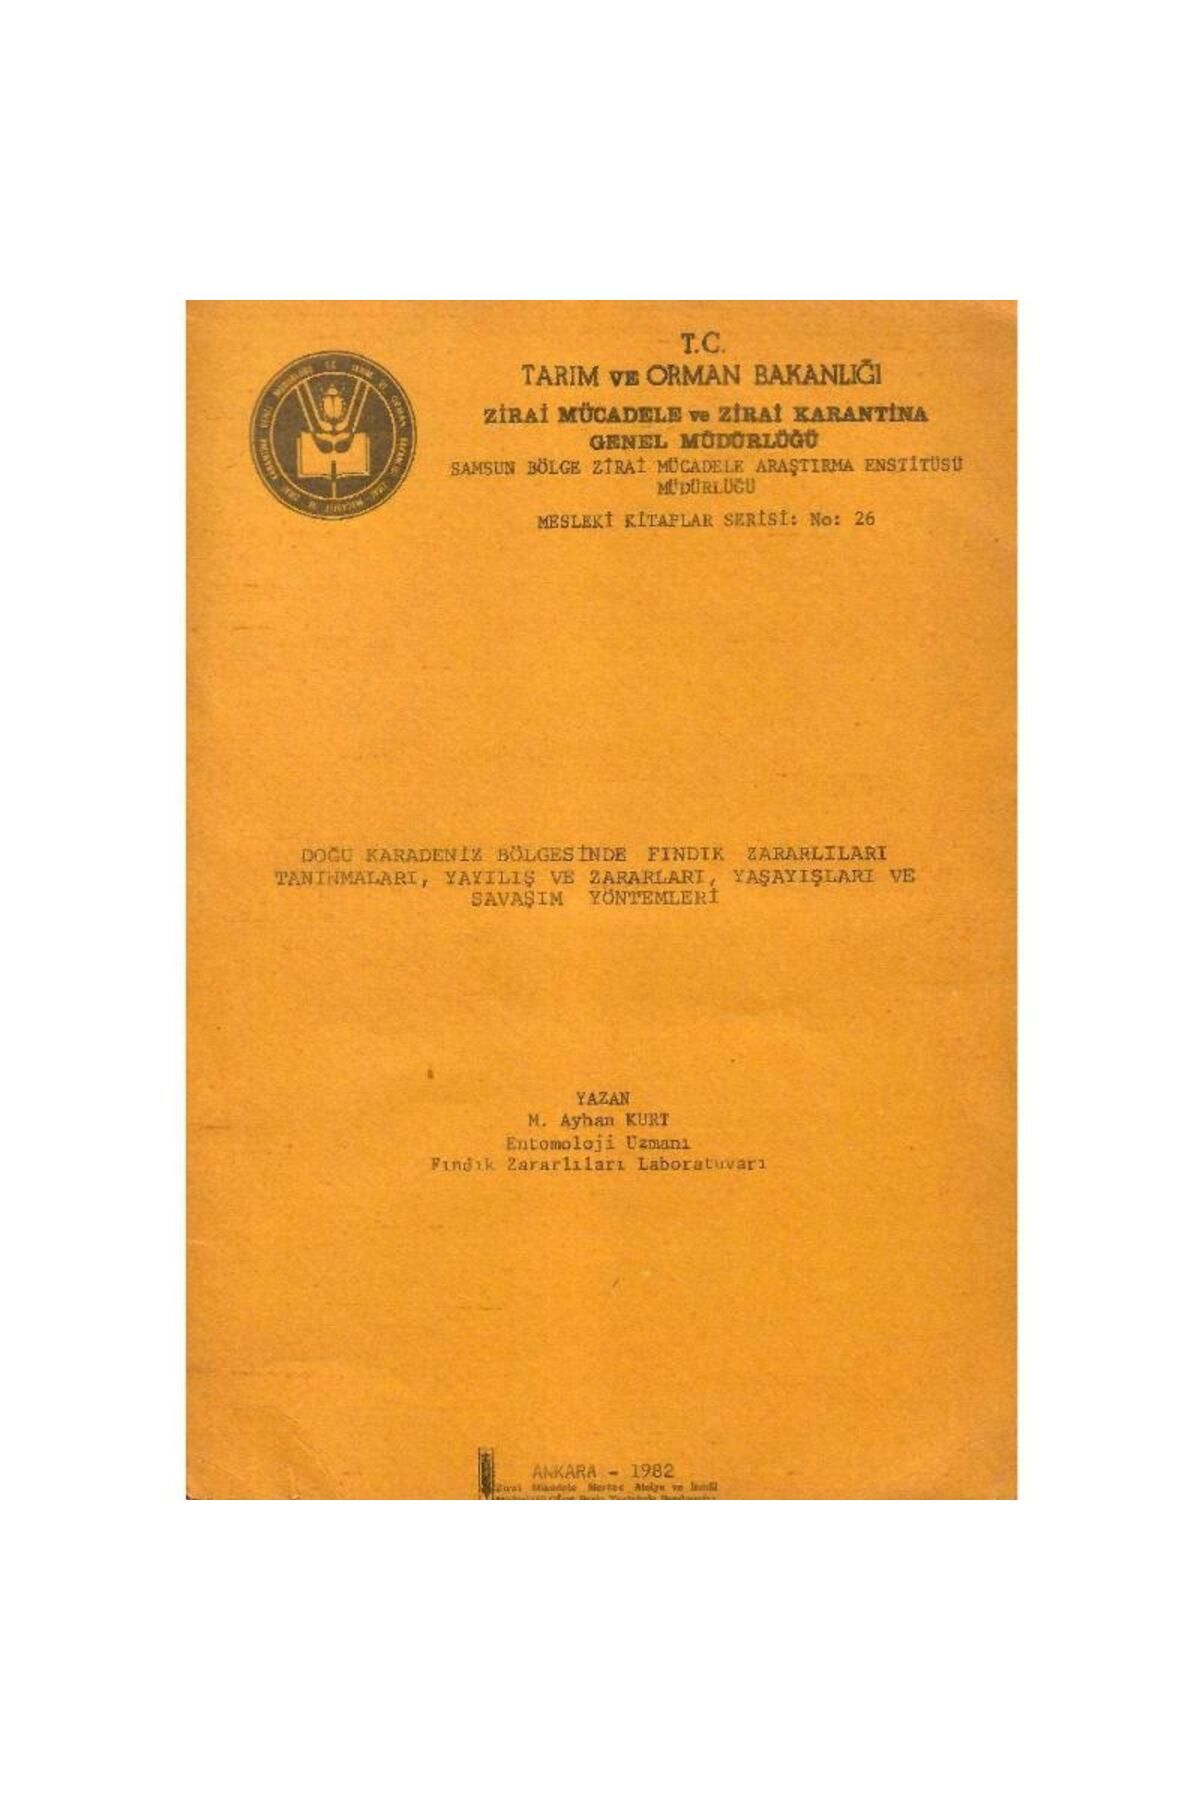 T.C.
TARIM VE ORMAN BAKANLIĞI
ZİRAİ MÜCADELE ve ZİRAİ KARANTİNA
GENEL MÜDÜRLÜĞÜ
SAMSUN BÖLGE ZİRAİ MÜCADELE ARAŞTIRMA ENSTİTÜSÜ
MÜDÜRLÜĞÜ
MESLEKİ KİTAPLAR SERİSİ: No: 26
DOĞU KARADENİZ BÖLGESİNDE FINDIK ZARARLILARI
TANINMALARI, YAYILIŞ VE ZARARLARI, YAŞAYIŞLARI VE
SAVAŞIM YÖNTEMLERİ
YAZAN
M. Ayhan KURT
Entomoloji Uzmanı
Fındık Zararlıları Laboratuvarı
ANKARA - 1982
Zirai Mücadele